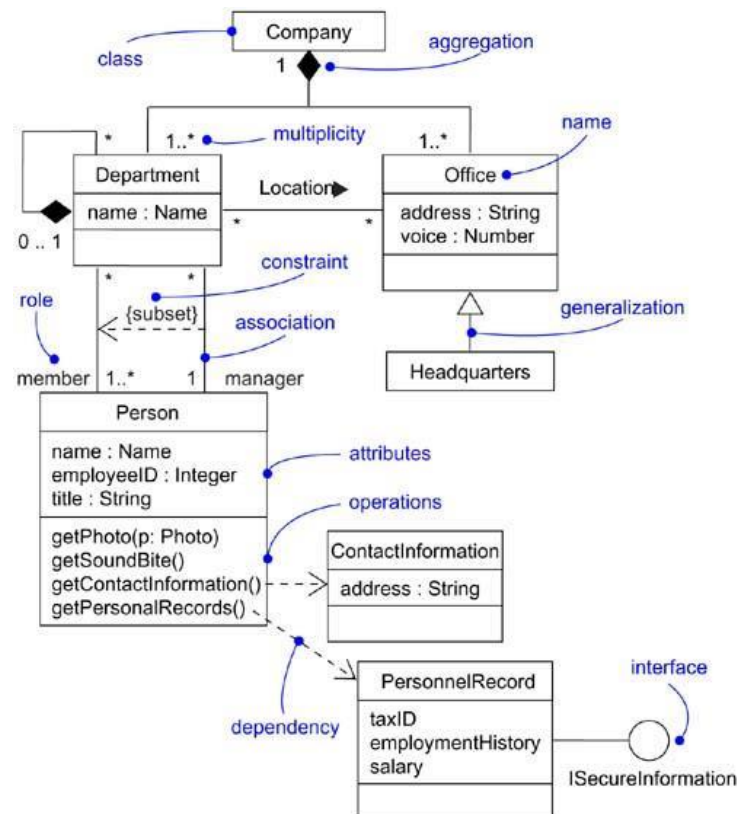 Company
class
aggregation
1
*
1..*
multiplicity
1..*
name
Department
Office
Location
name : Name
address : String
voice : Number
*
*
0 .. 1
*
*
constraint
role
{subset}
association
generalization
member
1..*
1
manager
Headquarters
Person
name : Name
employeeID : Integer
title : String
attributes
operations
getPhoto(p: Photo)
getSoundBite()
getContactInformation()
getPersonalRecords()
ContactInformation
address : String
dependency
PersonnelRecord
interface
taxID
employmentHistory
salary
ISecureInformation